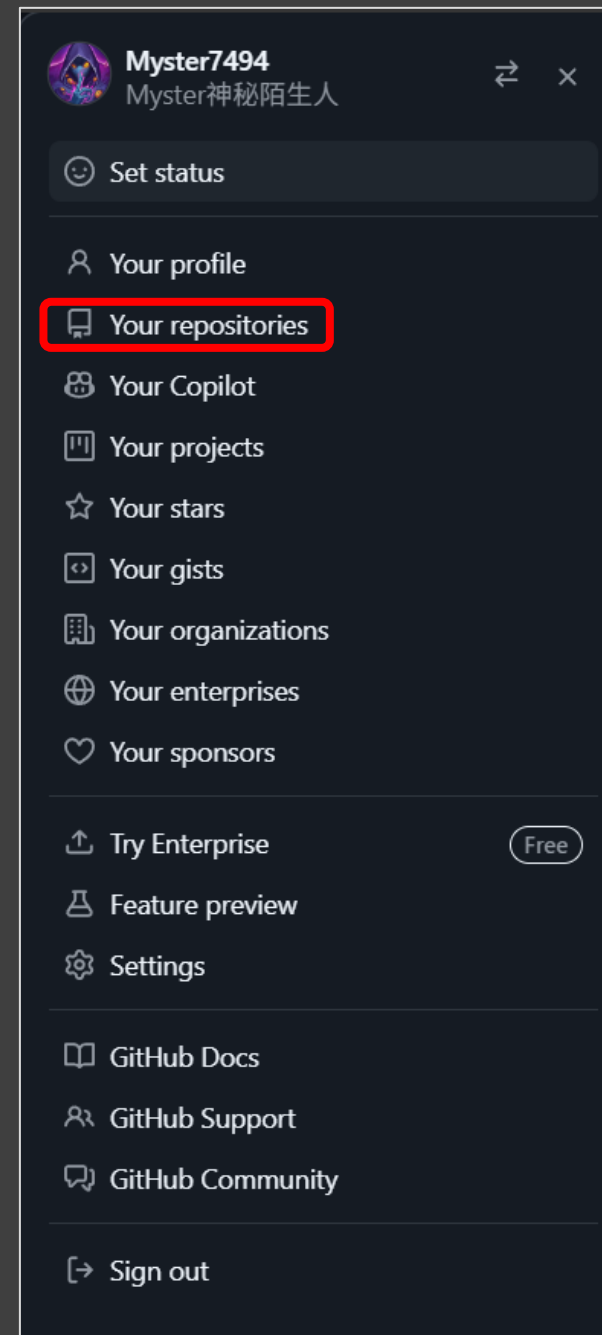 Myster7494
Myster神秘陌生人
Set status
Your profile
Your repositories
Your Copilot
Your projects
Your stars
Your gists
Your organizations
Your enterprises
Your sponsors
Try Enterprise Free
Feature preview
Settings
GitHub Docs
GitHub Support
GitHub Community
Sign out